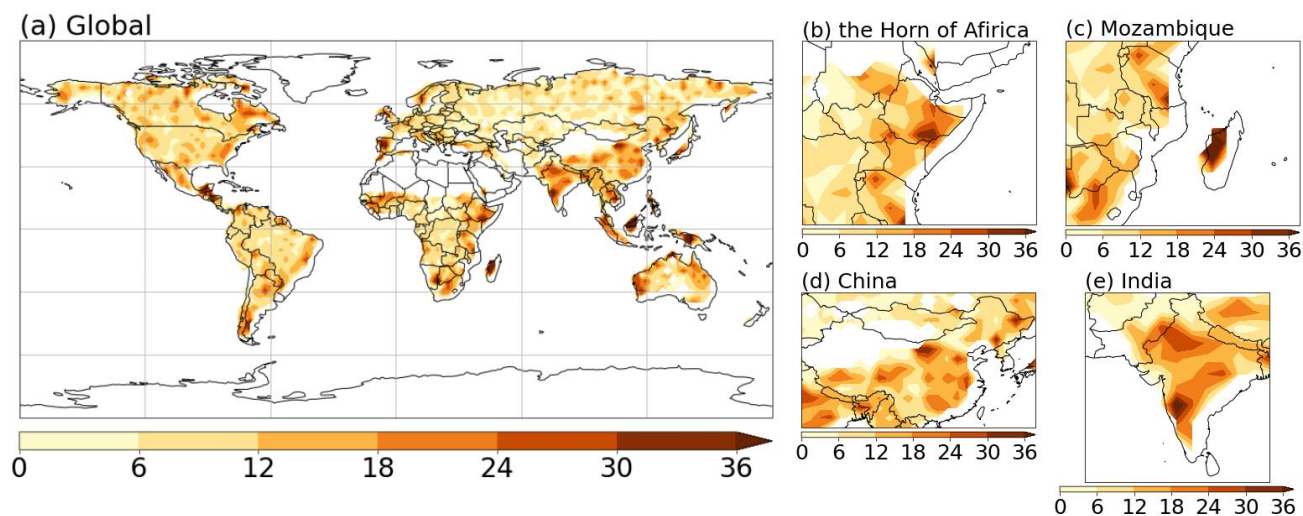 (a) Global
0 6 12 18 24 30 36
(b) the Horn of Afirica
0 6 12 18 24 30 36
(c) Mozambique
0 6 12 18 24 30 36
(d) China
0 6 12 18 24 30 36
(e) India
0 6 12 18 24 30 36